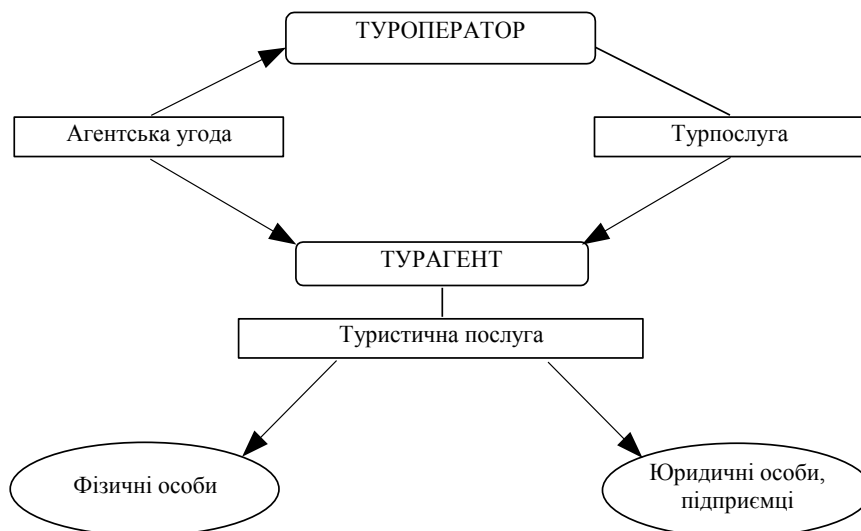 ТУРОПЕРАТОР
Агентська угода
Турпослуга
ТУРАГЕНТ
Туристична послуга
Фізичні особи
Юридичні особи,
підприємці